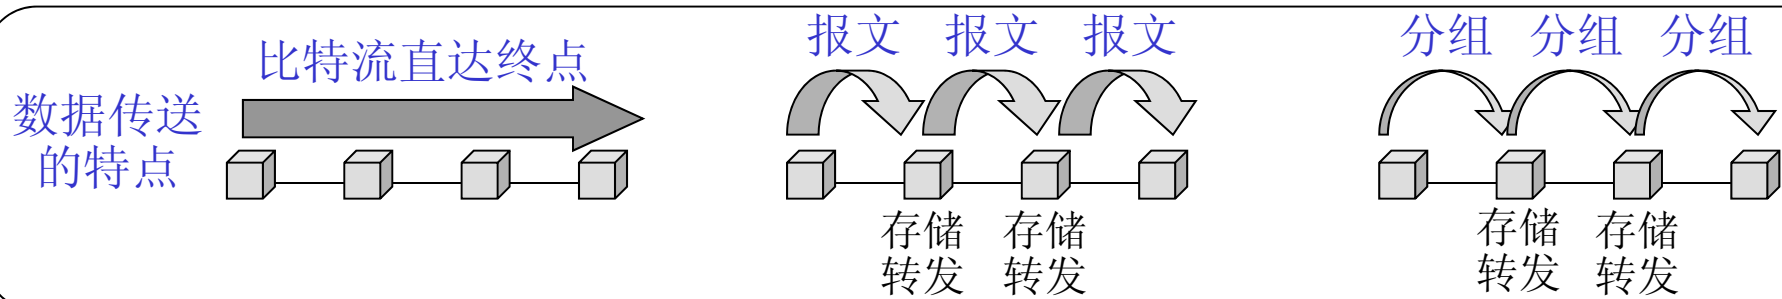 数据传送
的特点
比特流直达终点
报文 报文 报文
存储 存储
转发 转发
分组 分组 分组
存储 存储
转发 转发